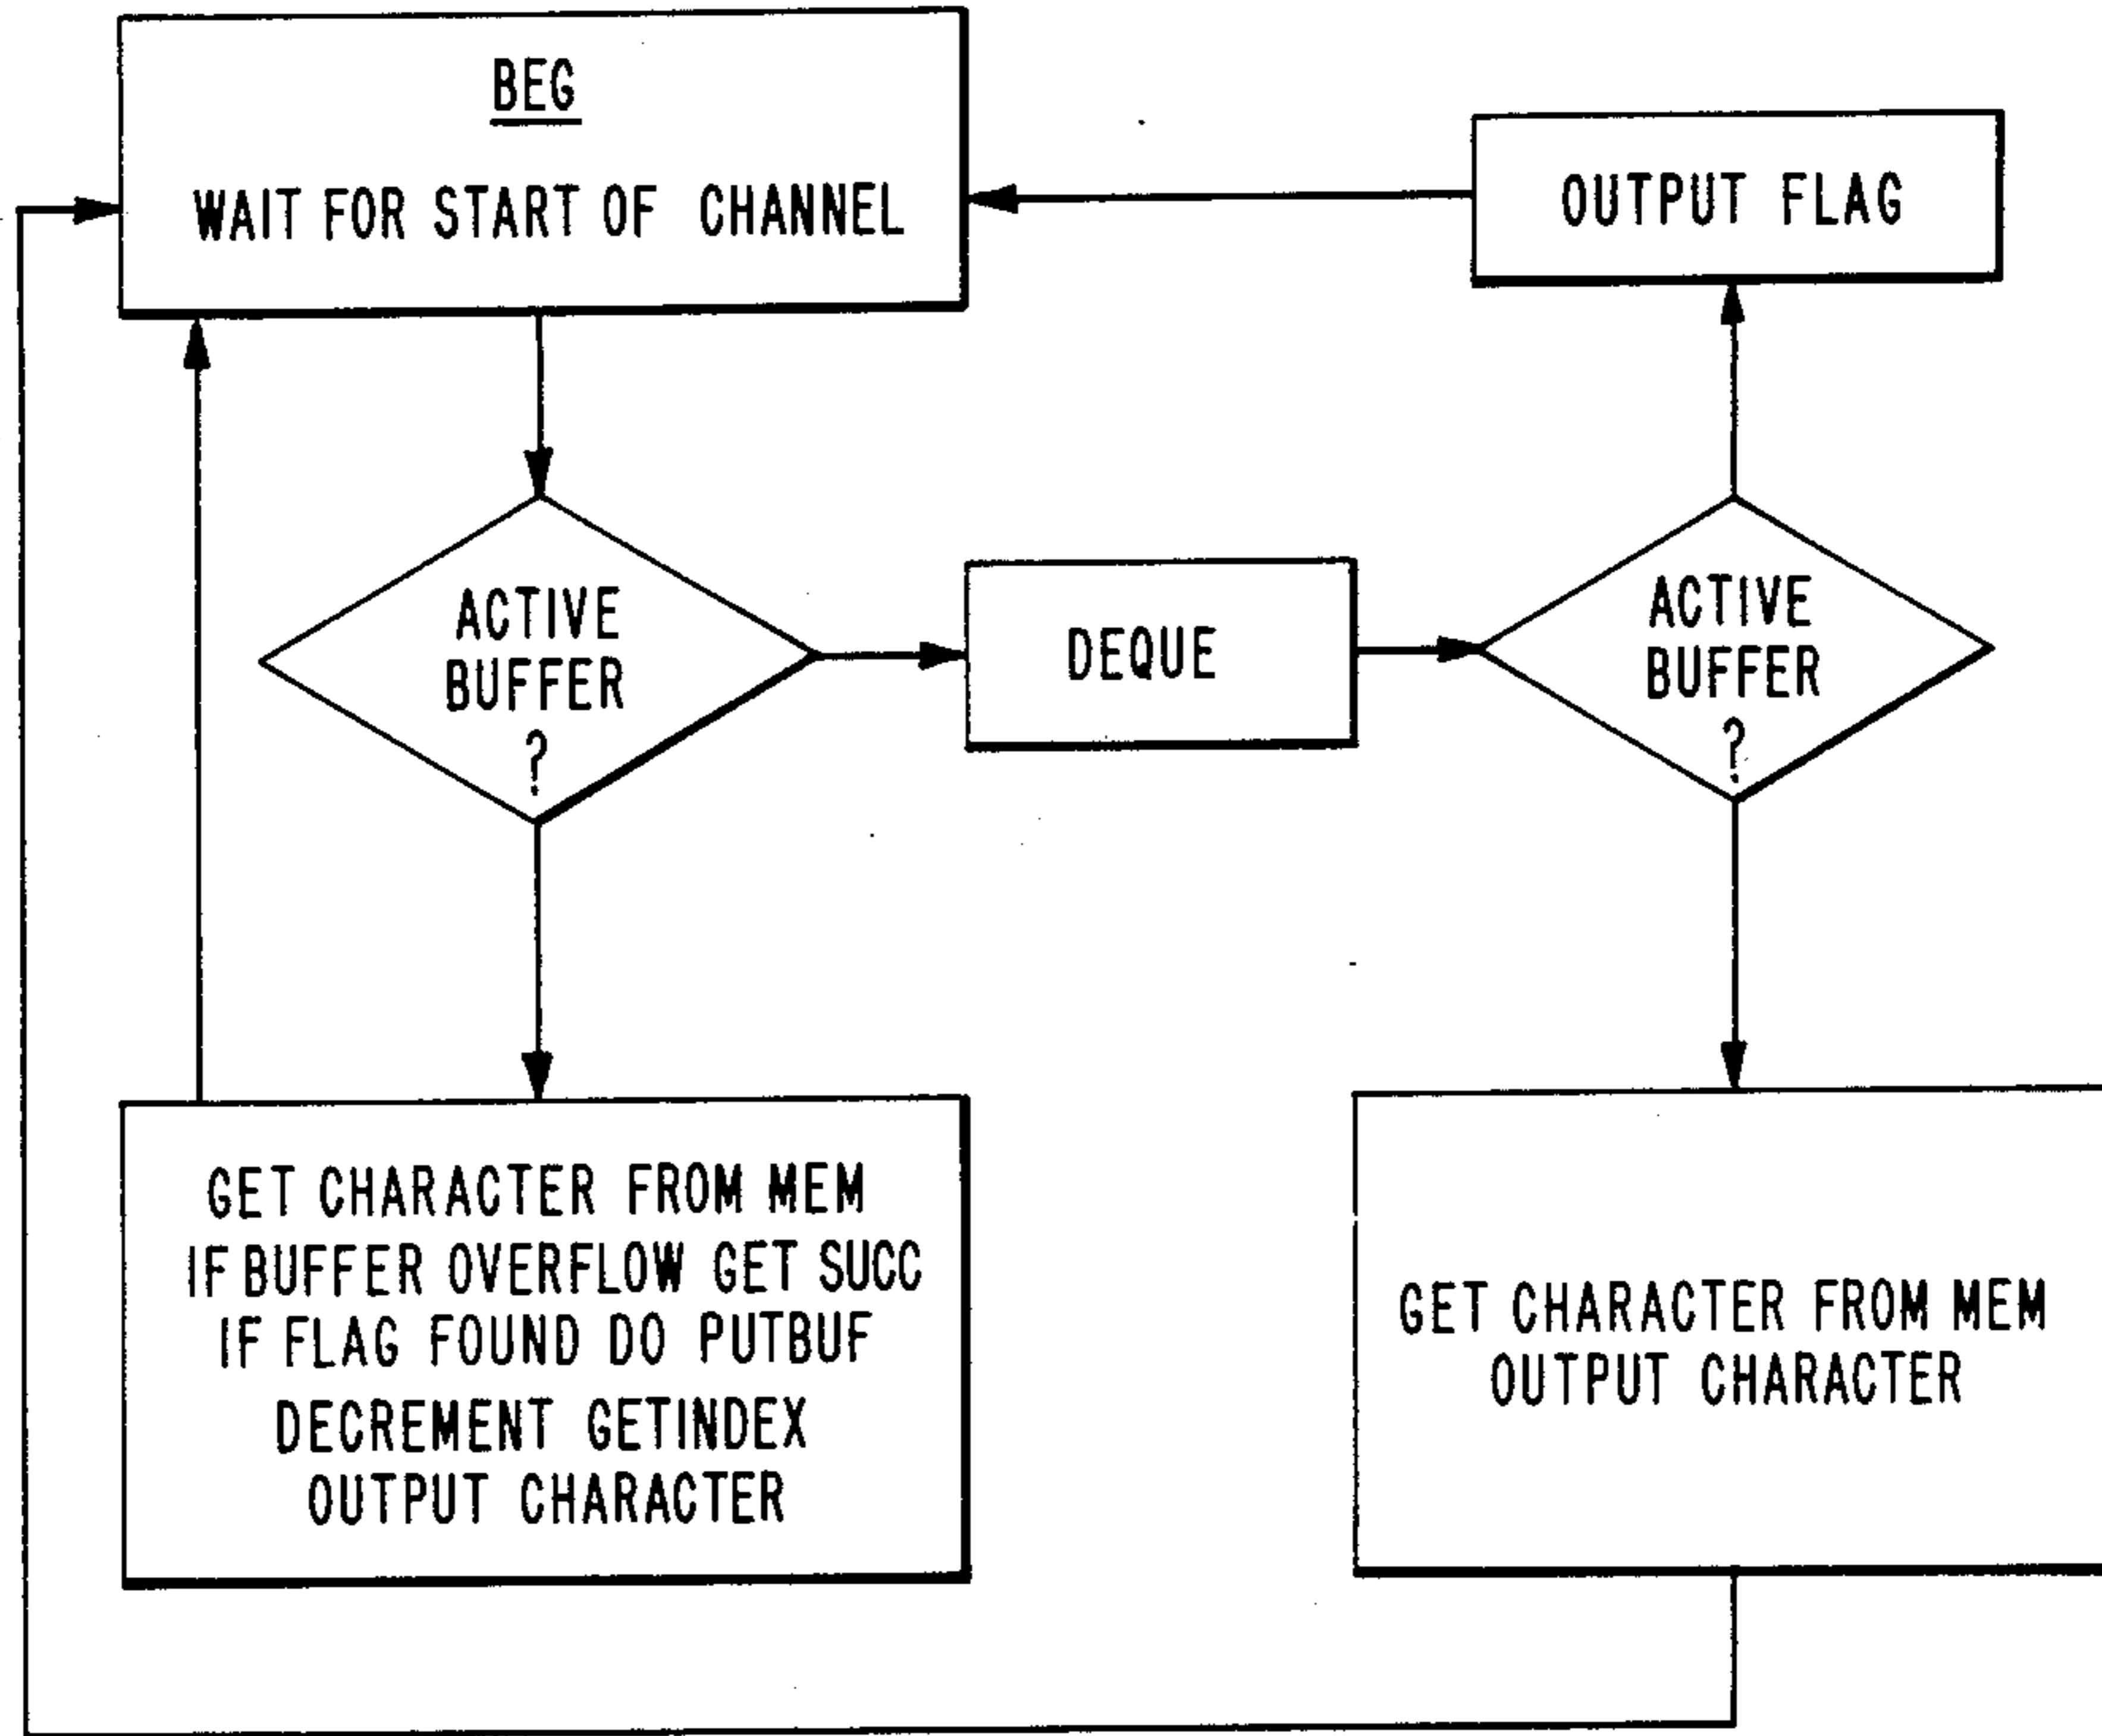 BEG
WAIT FOR START OF CHANNEL
OUTPUT FLAG
ACTIVE
BUFFER
?
DEQUE
ACTIVE
BUFFER
?
GET CHARACTER FROM MEM
IF BUFFER OVERFLOW GET SUCC
IF FLAG FOUND DO PUTBUF
DECREMENT GETINDEX
OUTPUT CHARACTER
GET CHARACTER FROM MEM
OUTPUT CHARACTER